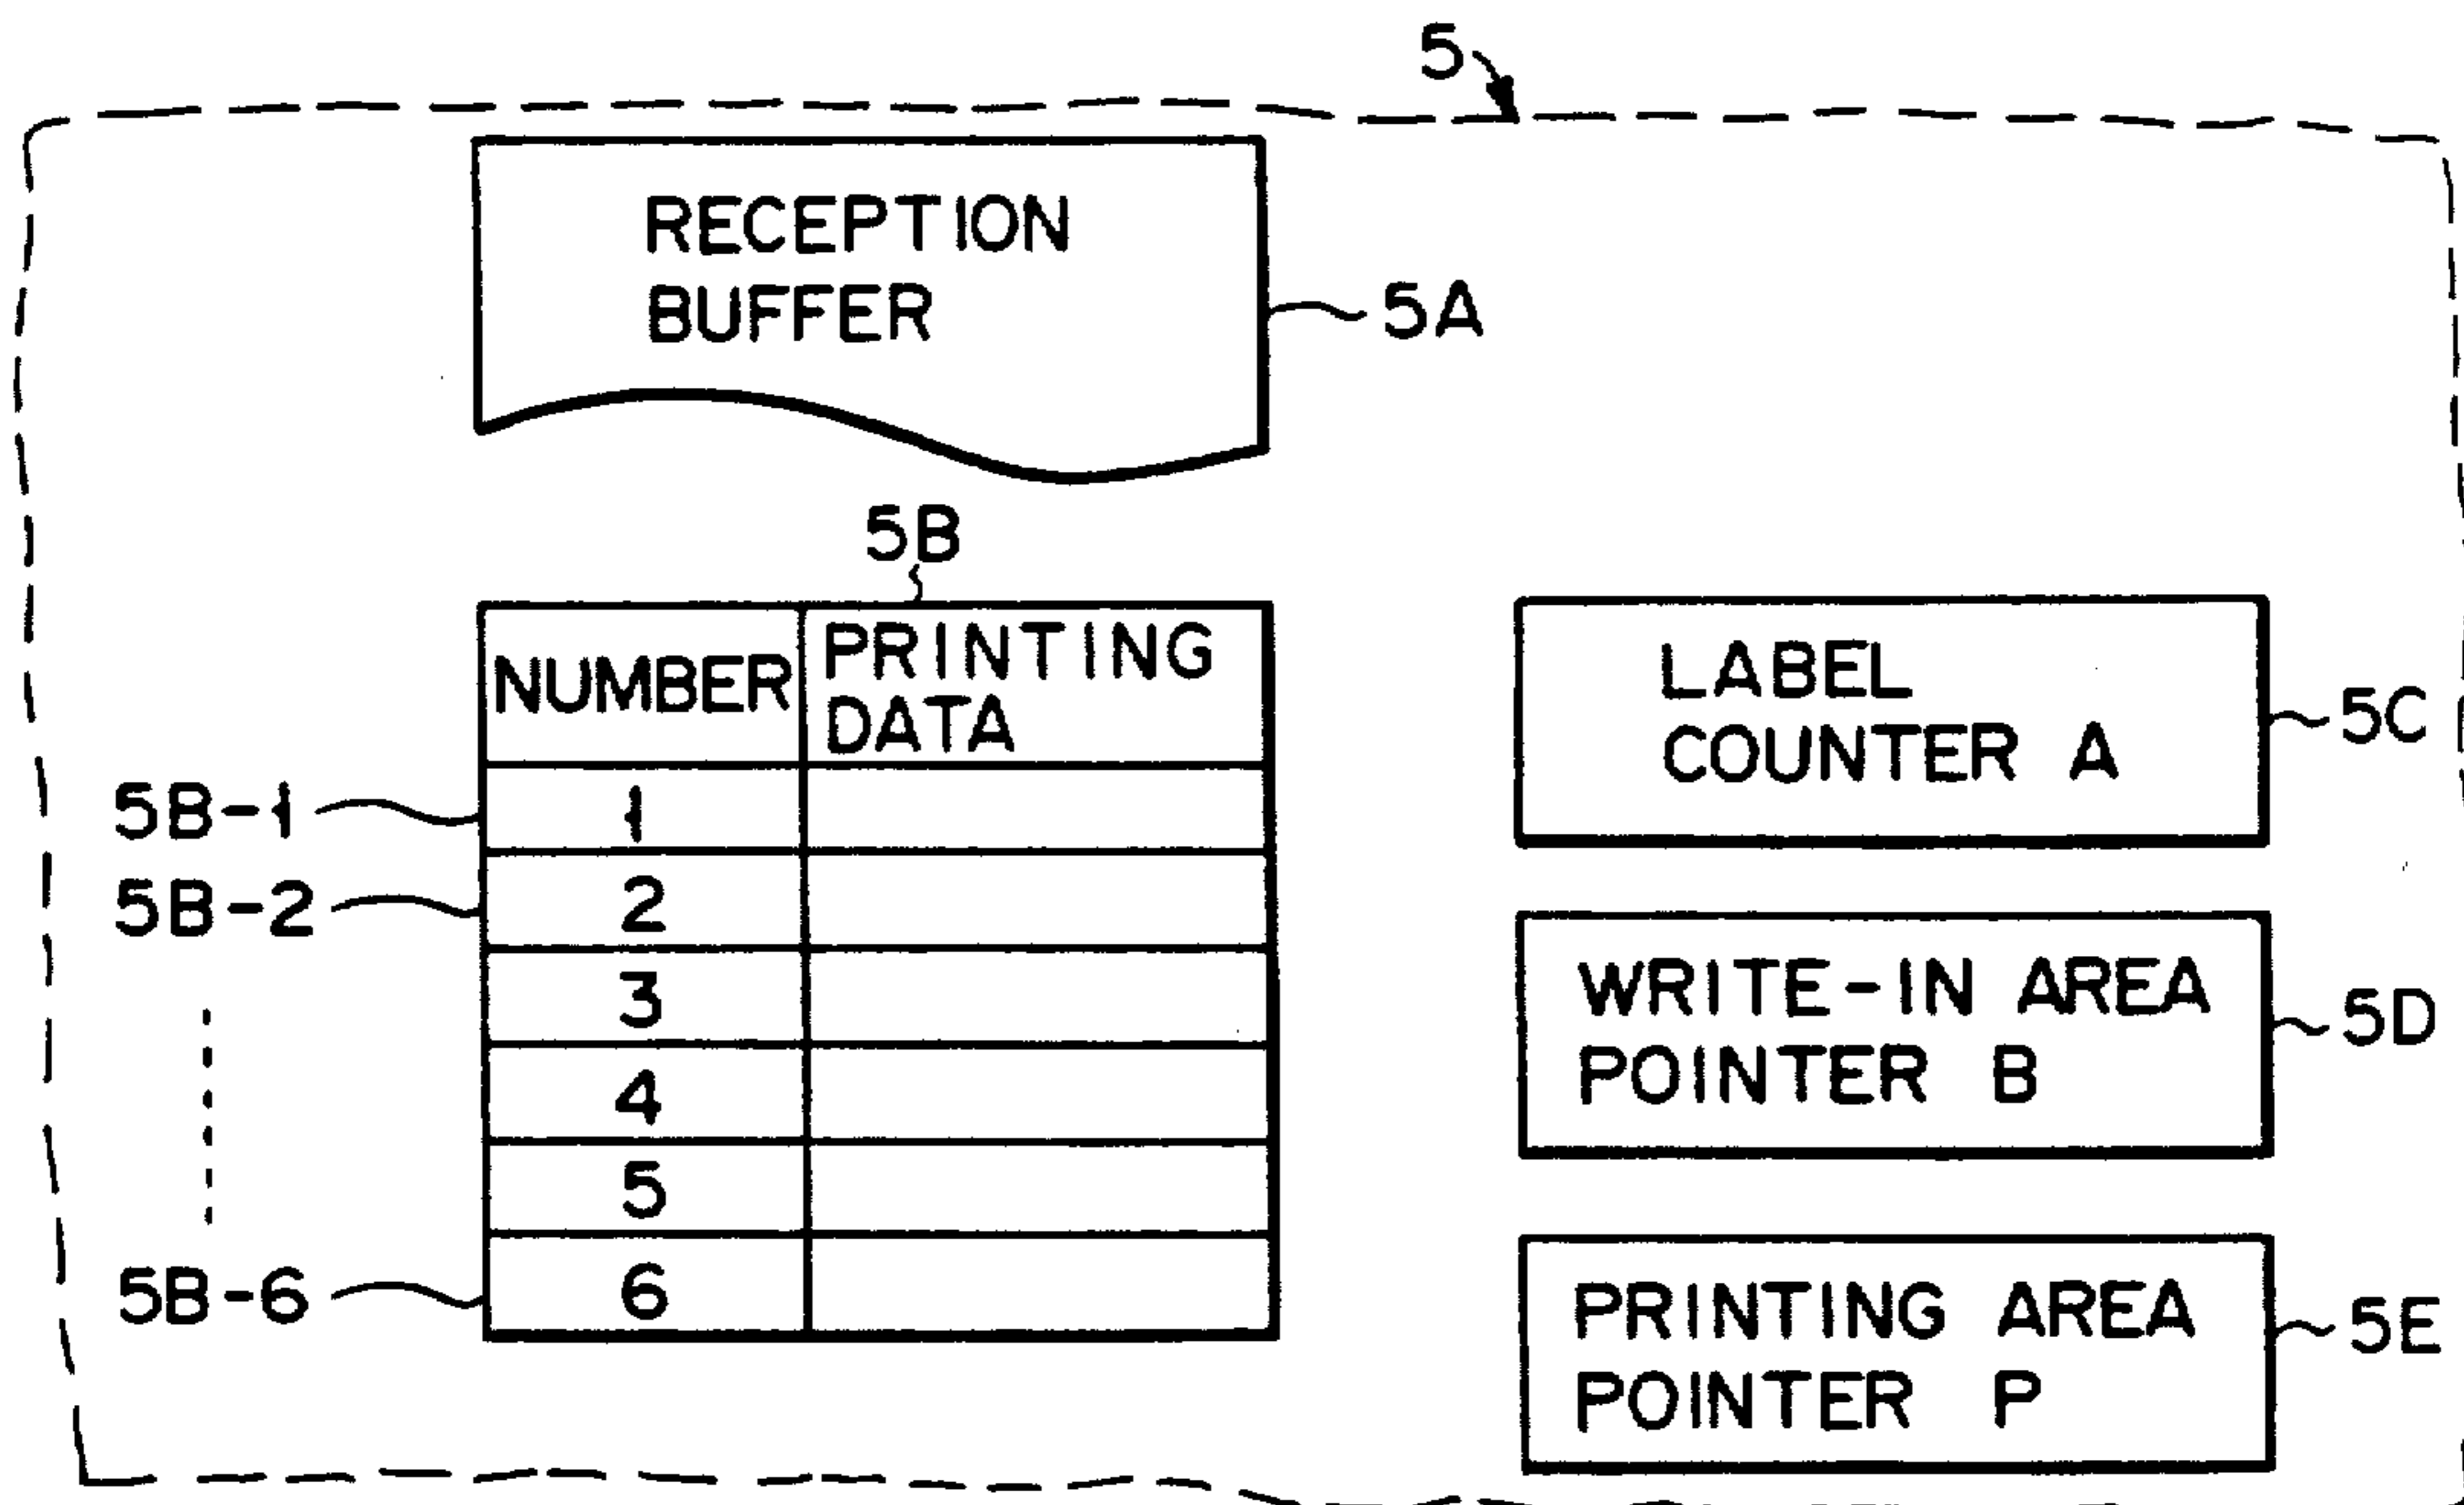 5
RECEPTION
BUFFER
5A
5B
NUMBER
PRINTING
DATA
5B-1
1
5B-2
2
3
4
5
5B-6
6
LABEL
COUNTER A
5C
WRITE-IN AREA
POINTER B
5D
PRINTING AREA
POINTER P
5E